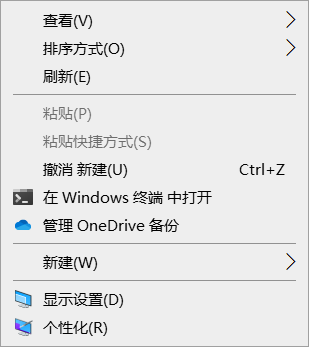 查看(V)
排序方式(O)
刷新(E)
粘贴(P)
粘贴快捷方式(S)
撤消 新建(U) Ctrl+Z
在 Windows 终端 中打开
管理 OneDrive 备份
新建(W)
显示设置(D)
个性化(R)